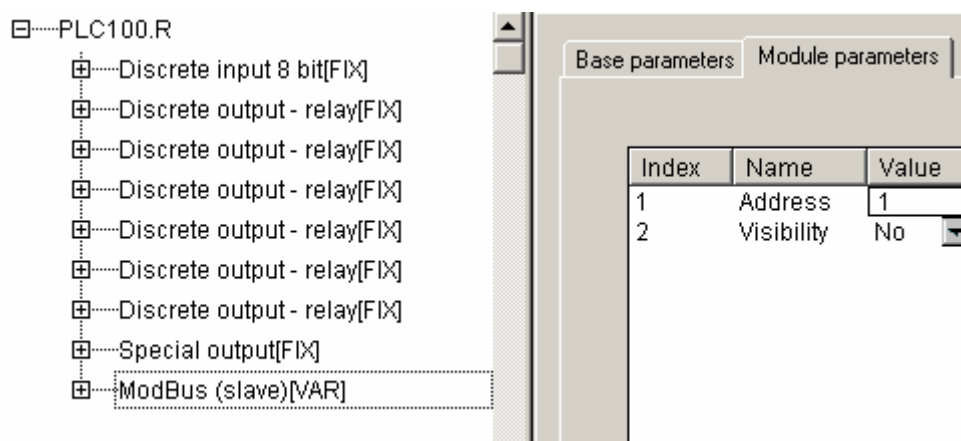 PLC100.R
Discrete input 8 bit[FIX]
Discrete output - relay[FIX]
Discrete output - relay[FIX]
Discrete output - relay[FIX]
Discrete output - relay[FIX]
Discrete output - relay[FIX]
Discrete output - relay[FIX]
Special output[FIX]
ModBus (slave)[VAR]
Base parameters Module parameters
Index Name Value
1 Address 1
2 Visibility No